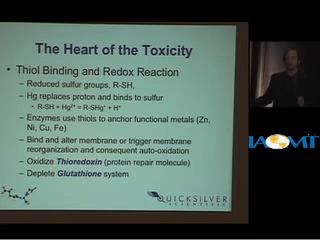 The Heart of the Toxicity
• Thiol Binding and Redox Reaction
– Reduced sulfur groups, R-SH,
– Hg replaces proton and binds to sulfur
• R-SH + Hg²⁺ = R-SHg⁺ + H⁺
– Enzymes use thiols to anchor functional metals (Zn,
Ni, Cu, Fe)
– Bind and alter membrane or trigger membrane
reorganization and consequent auto-oxidation
– Oxidize Thioredoxin (protein repair molecule)
– Deplete Glutathione system
QUICKSILVER
SCIENTIFIC
IAOMT